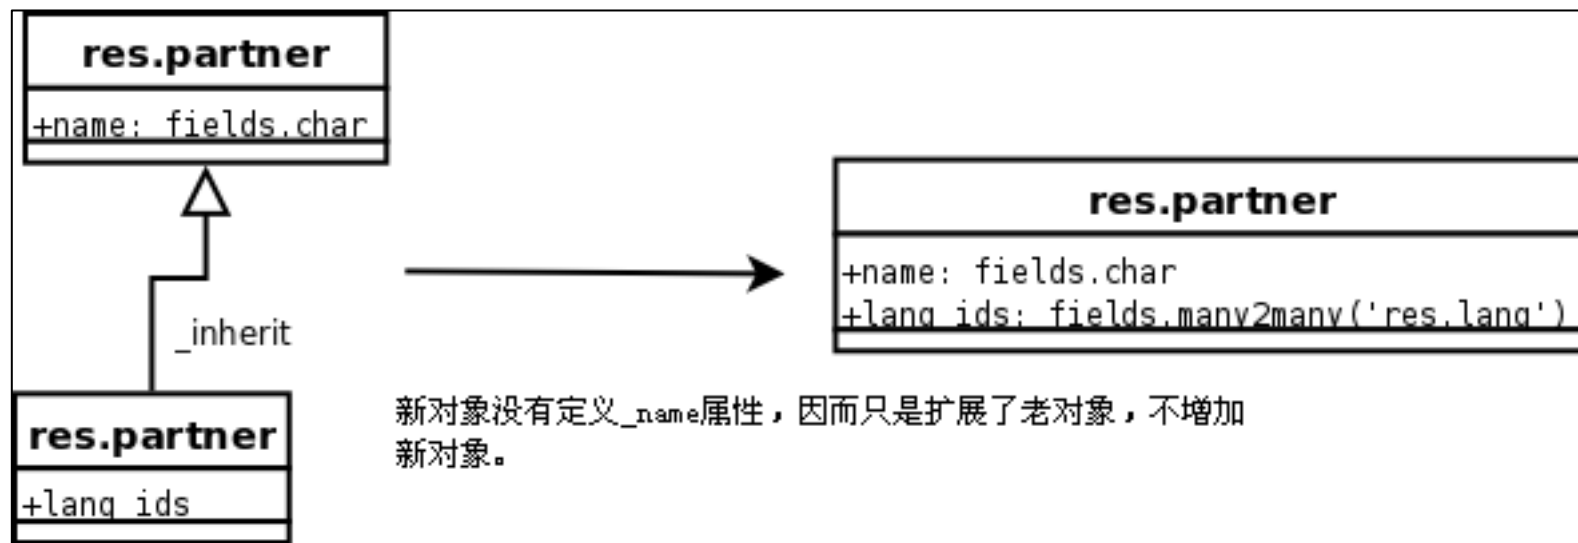 res.partner
+name: fields.char
_inherit
res.partner
+lang_ids
res.partner
+name: fields.char
+lang_ids: fields.many2many('res.lang')
新对象没有定义_name属性，因而只是扩展了老对象，不增加
新对象。